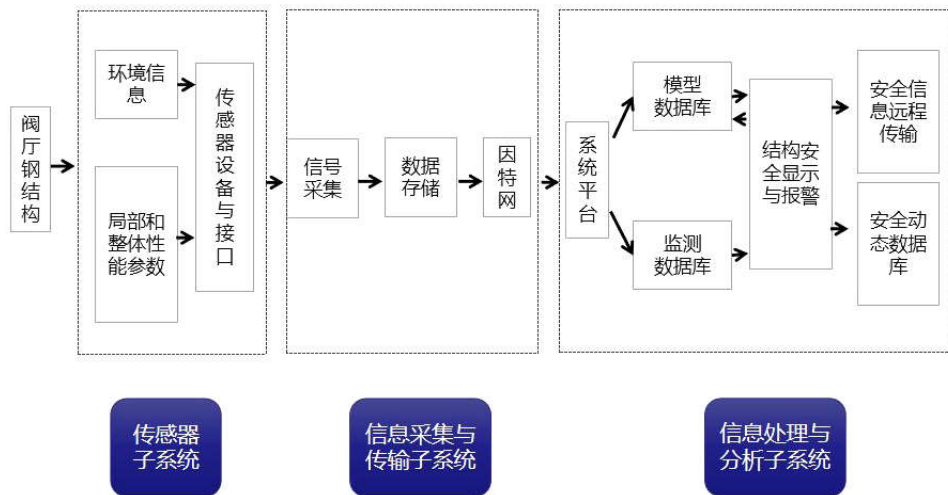 阀厅钢结构
环境信
息
局部和
整体性
能参数
传感器设备与接口
信号
采集
数据
存储
因特网
系统平台
模型
数据库
监测
数据库
结构安
全显示
与报警
安全信
息远程
传输
安全动
态数据
库
传感器
子系统
信息采集与
传输子系统
信息处理与
分析子系统